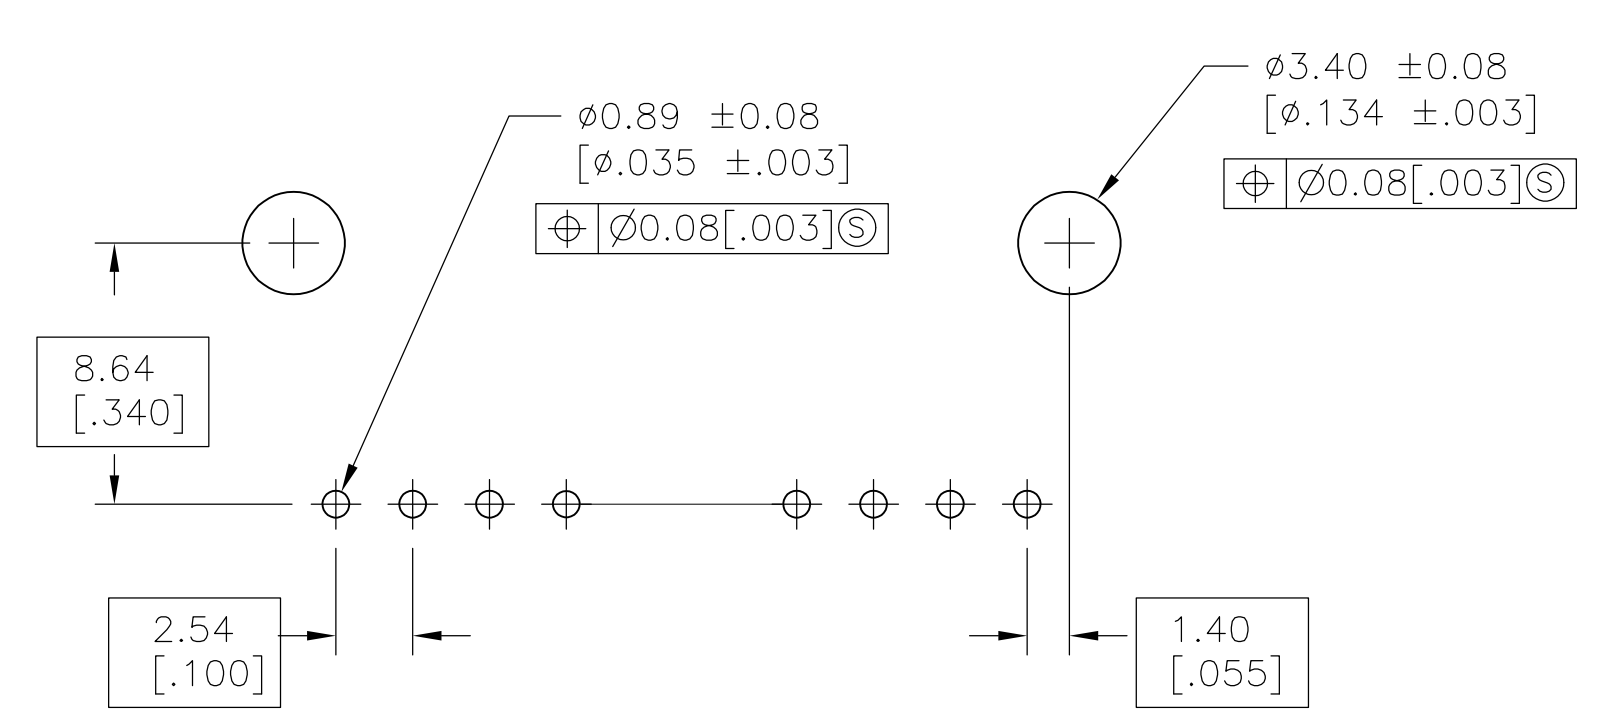 ø3.40 ±0.08
[ø.134 ±.003]
⌖ Ø0.08[.003]Ⓢ
ø0.89 ±0.08
[ø.035 ±.003]
⌖ Ø0.08[.003]Ⓢ
8.64
[.340]
2.54
[.100]
1.40
[.055]